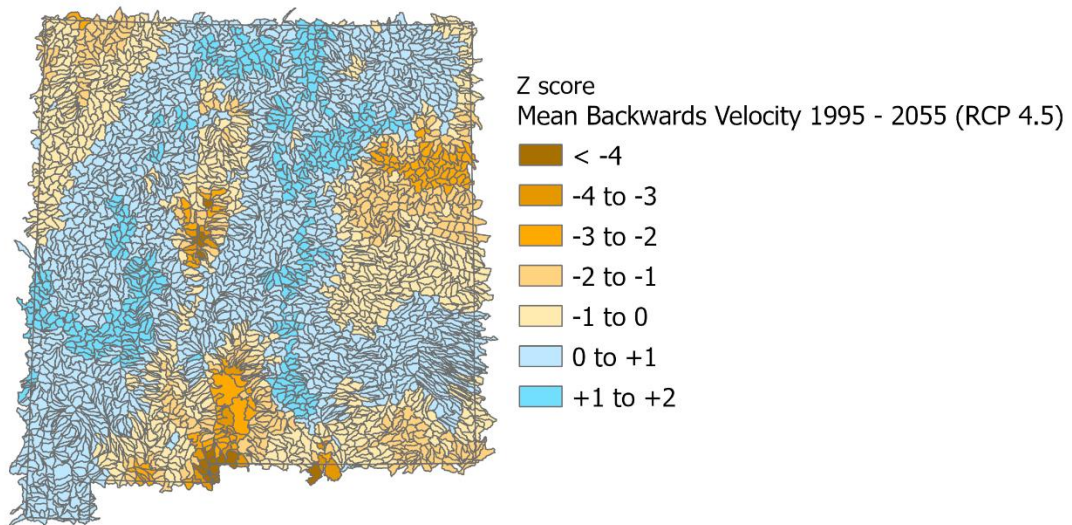 Z score
Mean Backwards Velocity 1995 - 2055 (RCP 4.5)
< -4
-4 to -3
-3 to -2
-2 to -1
-1 to 0
0 to +1
+1 to +2